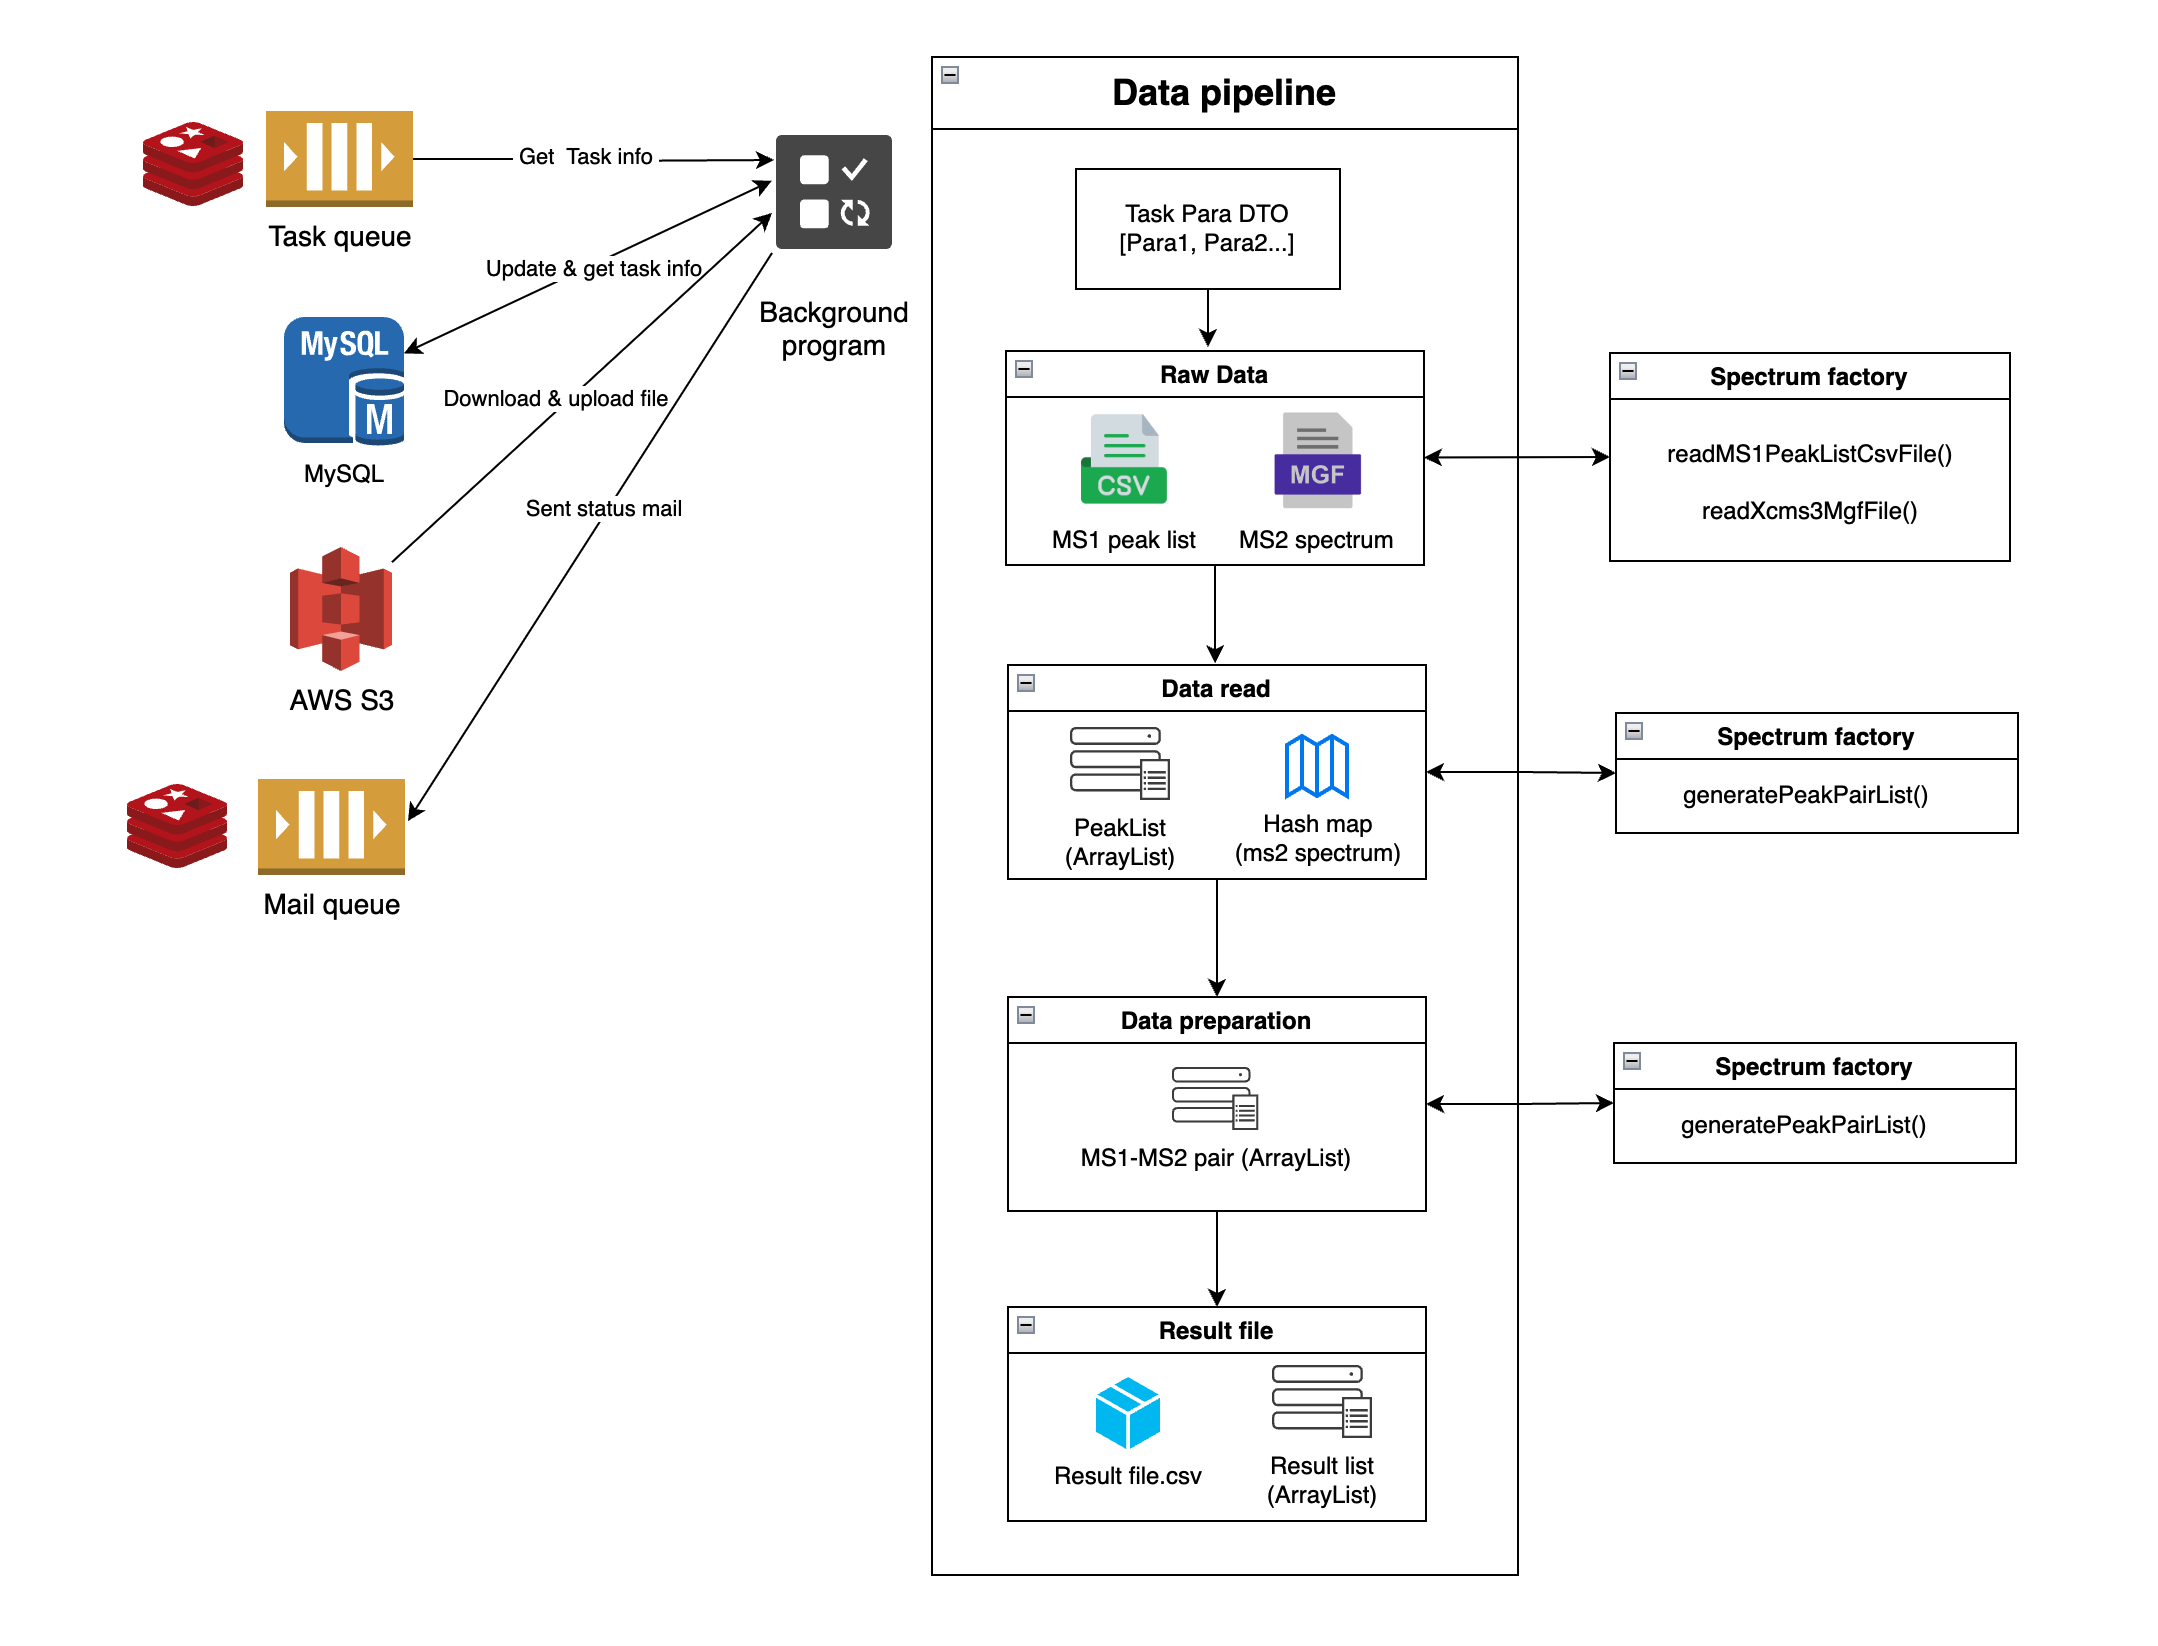 Get  Task info
Task queue
Update & get task info
Background
program
MySQL
M
MySQL
Download & upload file
Sent status mail
AWS S3
Mail queue
Data pipeline
Task Para DTO
[Para1, Para2...]
Raw Data
CSV
MGF
MS1 peak list
MS2 spectrum
Spectrum factory
readMS1PeakListCsvFile()
readXcms3MgfFile()
Data read
PeakList
(ArrayList)
Hash map
(ms2 spectrum)
Spectrum factory
generatePeakPairList()
Data preparation
MS1-MS2 pair (ArrayList)
Spectrum factory
generatePeakPairList()
Result file
Result file.csv
Result list
(ArrayList)